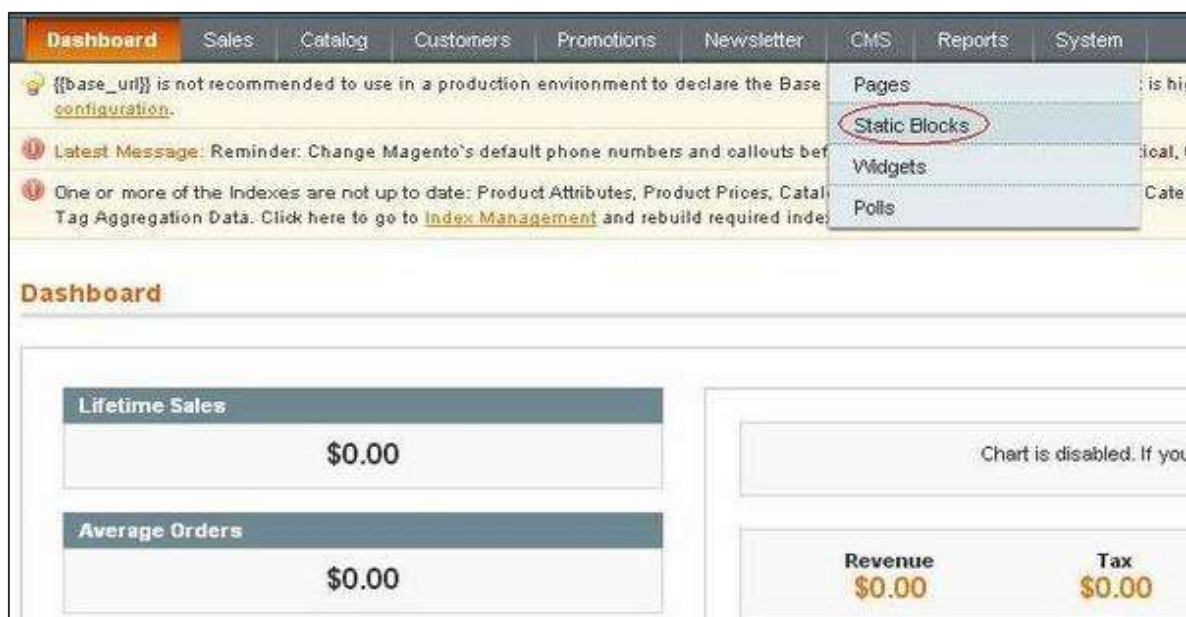 Dashboard Sales Catalog Customers Promotions Newsletter CMS Reports System
{{base_url}} is not recommended to use in a production environment to declare the Base
: is hig
configuration.
Latest Message: Reminder: Change Magento`s default phone numbers and callouts bef
ical,
One or more of the Indexes are not up to date: Product Attributes, Product Prices, Catal
Cate
Tag Aggregation Data. Click here to go to Index Management and rebuild required inde
Pages
Static Blocks
Widgets
Polls
Dashboard
Lifetime Sales
$0.00
Average Orders
$0.00
Chart is disabled. If you
Revenue Tax
$0.00 $0.00